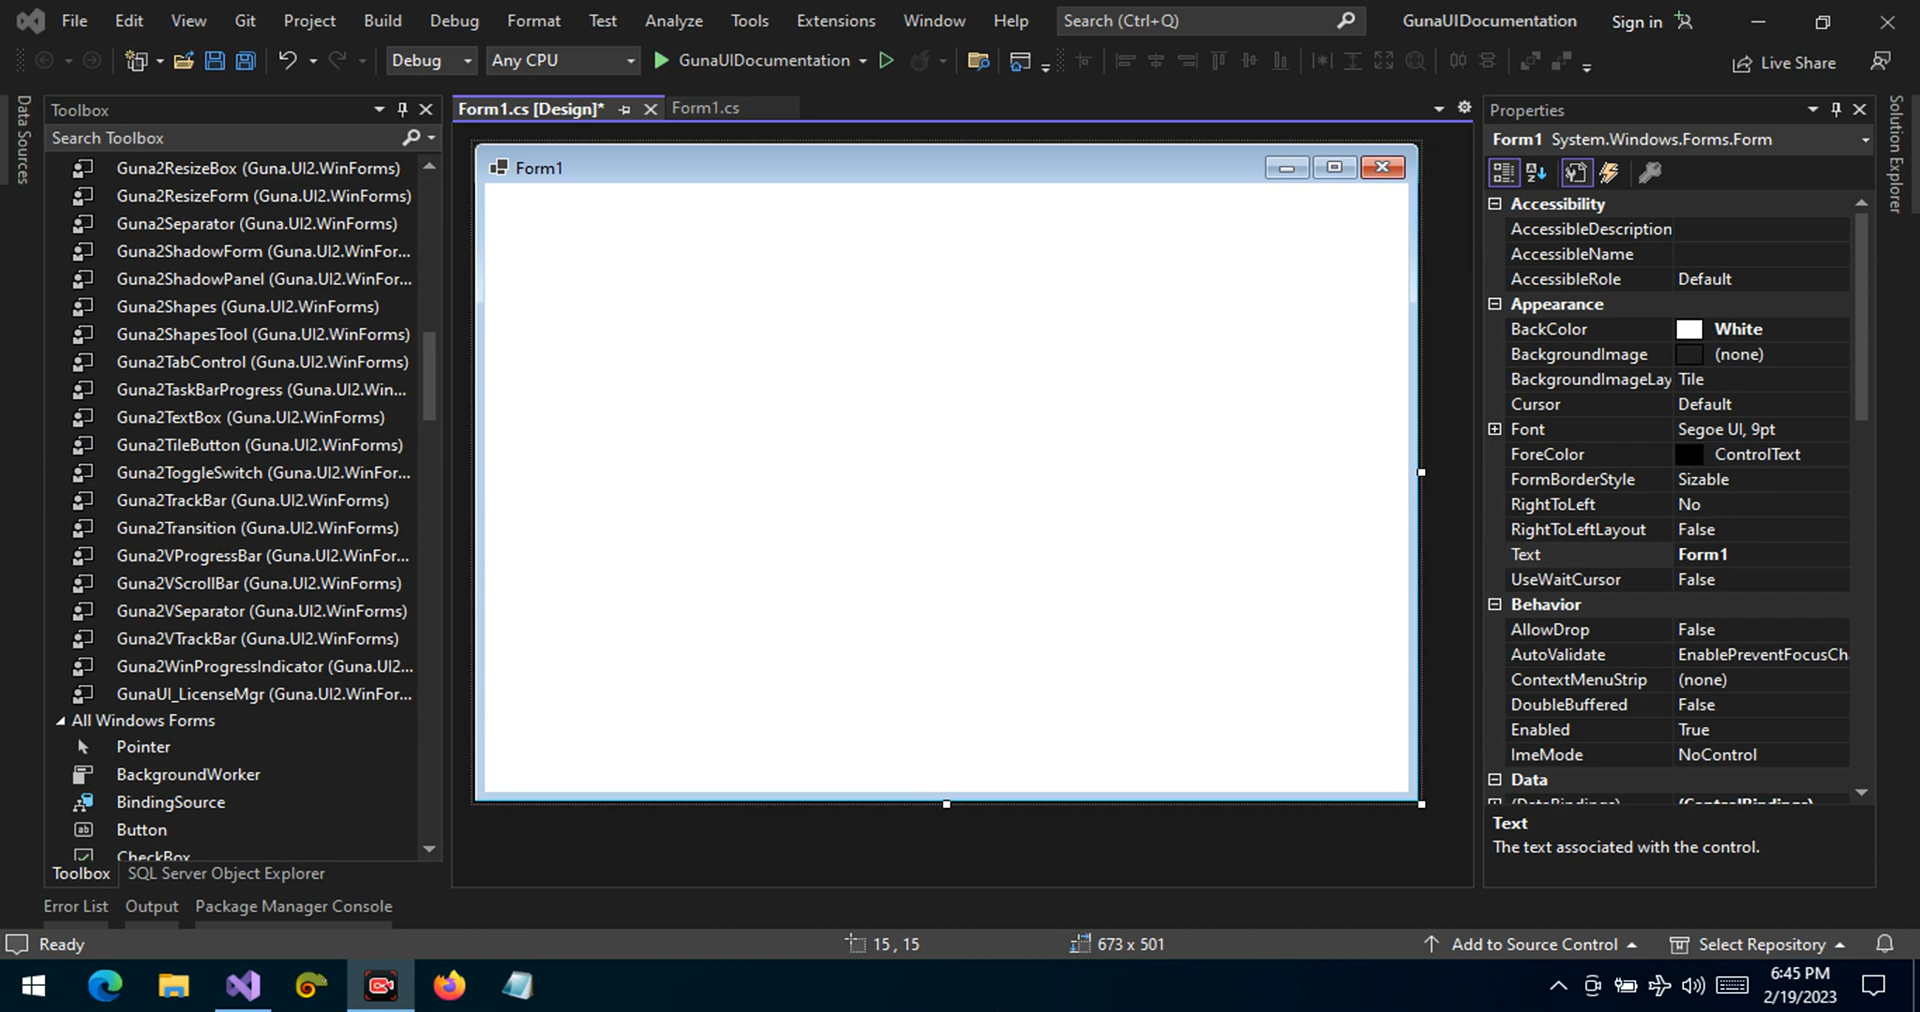 File Edit View Git Project Build Debug Format Test Analyze Tools Extensions Window Help Search (Ctrl+Q) GunaUIDocumentation Sign in
Debug Any CPU GunaUIDocumentation Live Share
Data Sources
Toolbox
Search Toolbox
Guna2ResizeBox (Guna.UI2.WinForms)
Guna2ResizeForm (Guna.UI2.WinForms)
Guna2Separator (Guna.UI2.WinForms)
Guna2ShadowForm (Guna.UI2.WinFor...
Guna2ShadowPanel (Guna.UI2.WinFor...
Guna2Shapes (Guna.UI2.WinForms)
Guna2ShapesTool (Guna.UI2.WinForms)
Guna2TabControl (Guna.UI2.WinForms)
Guna2TaskBarProgress (Guna.UI2.Win...
Guna2TextBox (Guna.UI2.WinForms)
Guna2TileButton (Guna.UI2.WinForms)
Guna2ToggleSwitch (Guna.UI2.WinFor...
Guna2TrackBar (Guna.UI2.WinForms)
Guna2Transition (Guna.UI2.WinForms)
Guna2VProgressBar (Guna.UI2.WinFor...
Guna2VScrollBar (Guna.UI2.WinForms)
Guna2VSeparator (Guna.UI2.WinForms)
Guna2VTrackBar (Guna.UI2.WinForms)
Guna2WinProgressIndicator (Guna.UI2...
GunaUI_LicenseMgr (Guna.UI2.WinFor...
All Windows Forms
Pointer
BackgroundWorker
BindingSource
Button
CheckBox
Toolbox SQL Server Object Explorer
Form1.cs [Design]* Form1.cs
Form1
Properties
Form1 System.Windows.Forms.Form
Accessibility
AccessibleDescription
AccessibleName
AccessibleRole Default
Appearance
BackColor White
BackgroundImage (none)
BackgroundImageLay Tile
Cursor Default
Font Segoe UI, 9pt
ForeColor ControlText
FormBorderStyle Sizable
RightToLeft No
RightToLeftLayout False
Text Form1
UseWaitCursor False
Behavior
AllowDrop False
AutoValidate EnablePreventFocusCha
ContextMenuStrip (none)
DoubleBuffered False
Enabled True
ImeMode NoControl
Data
(DataBindings) (ControlBindings)
Text
The text associated with the control.
Solution Explorer
Error List Output Package Manager Console
Ready 15 , 15 673 x 501 Add to Source Control Select Repository
6:45 PM
2/19/2023